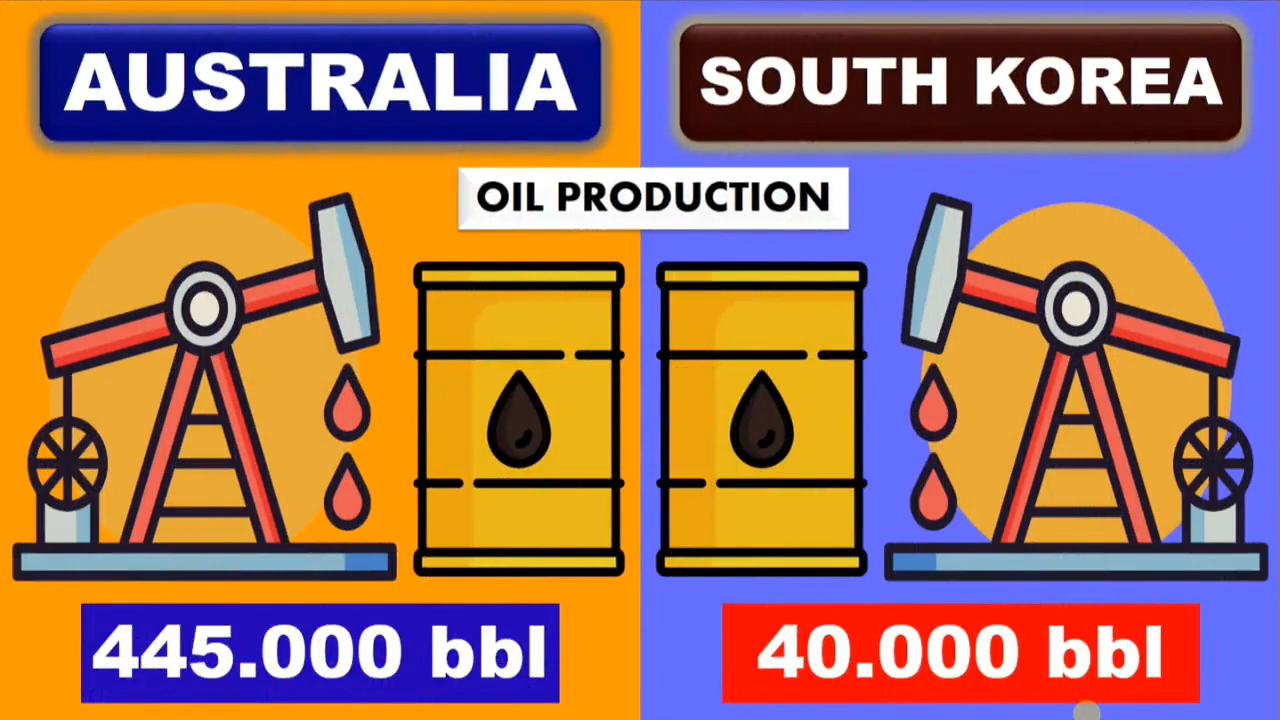 AUSTRALIA
SOUTH KOREA
OIL PRODUCTION
445.000 bbl
40.000 bbl